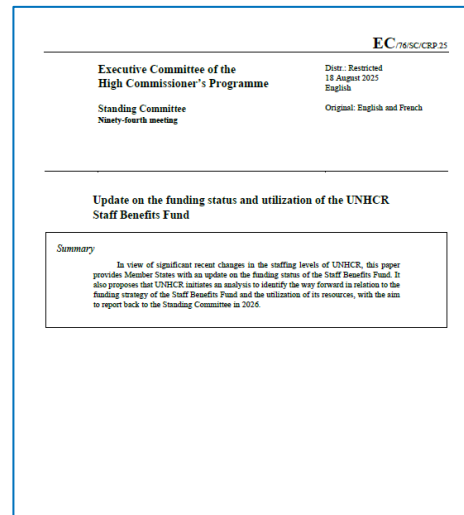 EC/76/SC/CRP.25
Executive Committee of the
High Commissioner's Programme
Standing Committee
Ninety-fourth meeting
Distr.: Restricted
18 August 2025
English
Original: English and French
Update on the funding status and utilization of the UNHCR
Staff Benefits Fund
Summary
In view of significant recent changes in the staffing levels of UNHCR, this paper
provides Member States with an update on the funding status of the Staff Benefits Fund. It
also proposes that UNHCR initiates an analysis to identify the way forward in relation to the
funding strategy of the Staff Benefits Fund and the utilization of its resources, with the aim
to report back to the Standing Committee in 2026.